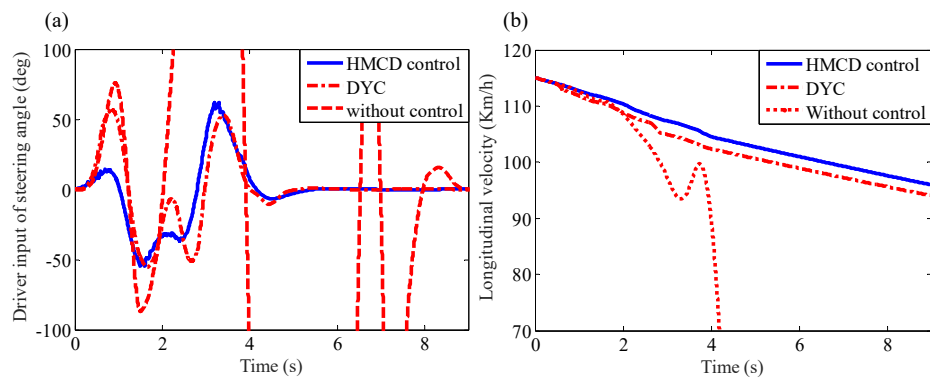 (a)
Driver input of steering angle (deg)
100
50
0
-50
-100
0
2
4
6
8
Time (s)
HMCD control
DYC
without control
(b)
Longitudinal velocity (Km/h)
120
110
100
90
80
70
0
2
4
6
8
Time (s)
HMCD control
DYC
Without control